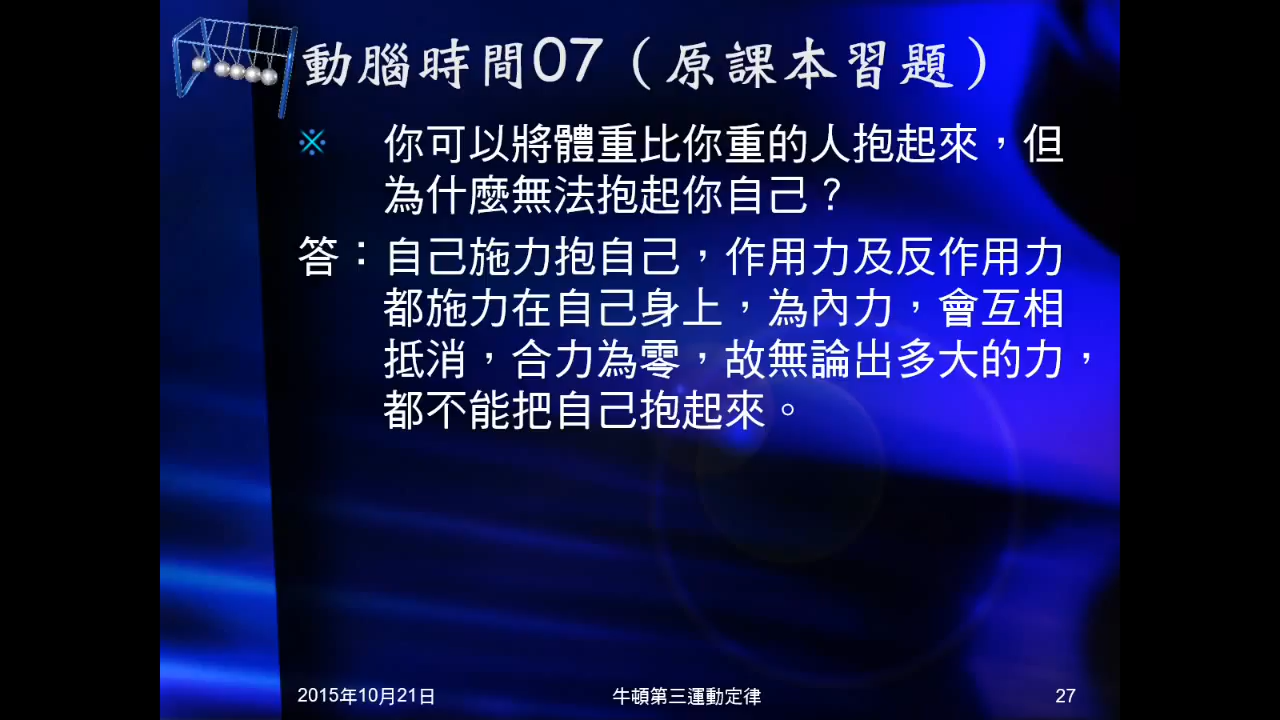 動腦時間07（原課本習題）
※ 你可以將體重比你重的人抱起來，但
為什麼無法抱起你自己？
答：自己施力抱自己，作用力及反作用力
都施力在自己身上，為內力，會互相
抵消，合力為零，故無論出多大的力，
都不能把自己抱起來。
2015年10月21日 牛頓第三運動定律 27